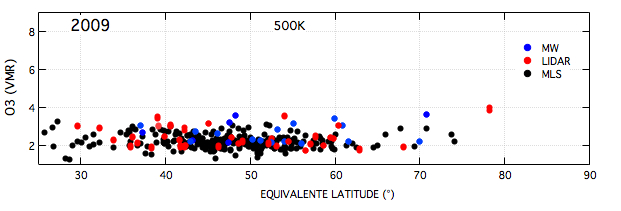 2009
500K
MW
LIDAR
MLS
O3 (VMR)
8
6
4
2
30 40 50 60 70 80 90
EQUIVALENTE LATITUDE (°)